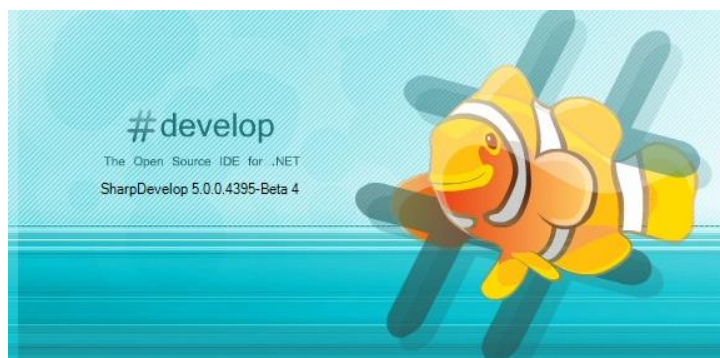 #develop
The Open Source IDE for .NET
SharpDevelop 5.0.0.4395-Beta 4